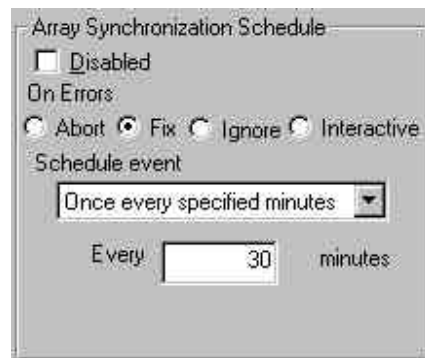 Array Synchronization Schedule
Disabled
On Errors
Abort Fix Ignore Interactive
Schedule event
Once every specified minutes
Every 30 minutes